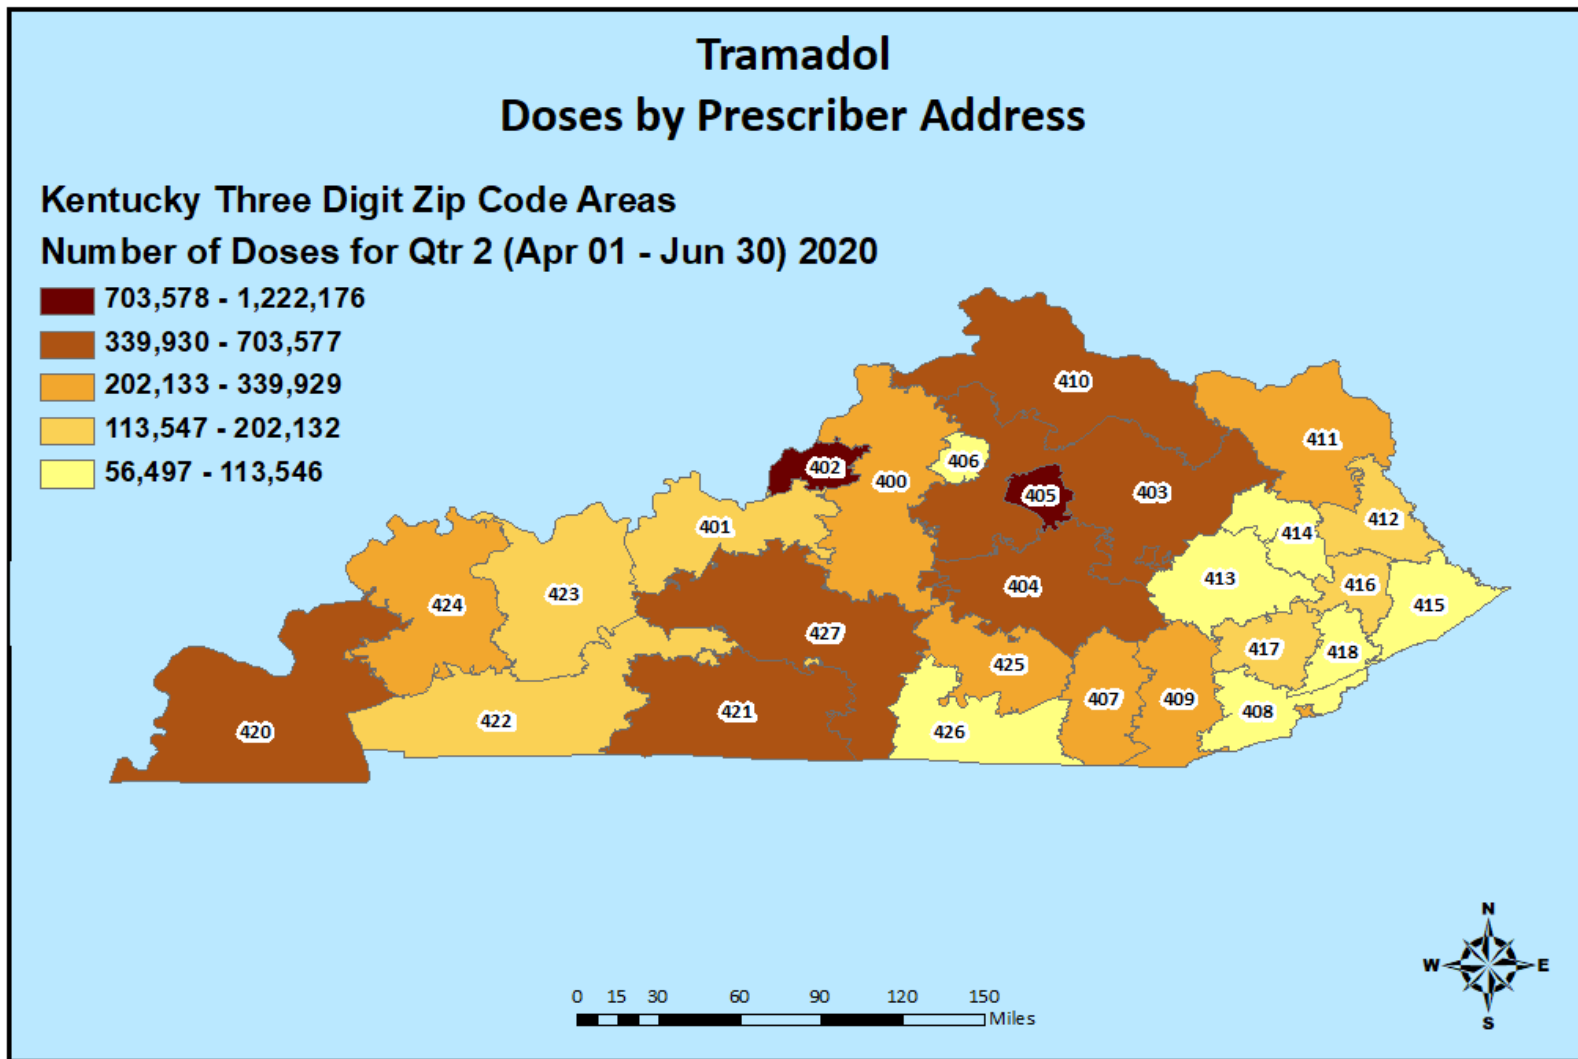 Tramadol
Doses by Prescriber Address
Kentucky Three Digit Zip Code Areas
Number of Doses for Qtr 2 (Apr 01 - Jun 30) 2020
703,578 - 1,222,176
339,930 - 703,577
202,133 - 339,929
113,547 - 202,132
56,497 - 113,546
410
411
402
406
400
405
403
401
412
414
413
404
416
415
423
424
427
417
418
425
407
409
408
421
422
420
426
N
W E
S
0 15 30 60 90 120 150
Miles